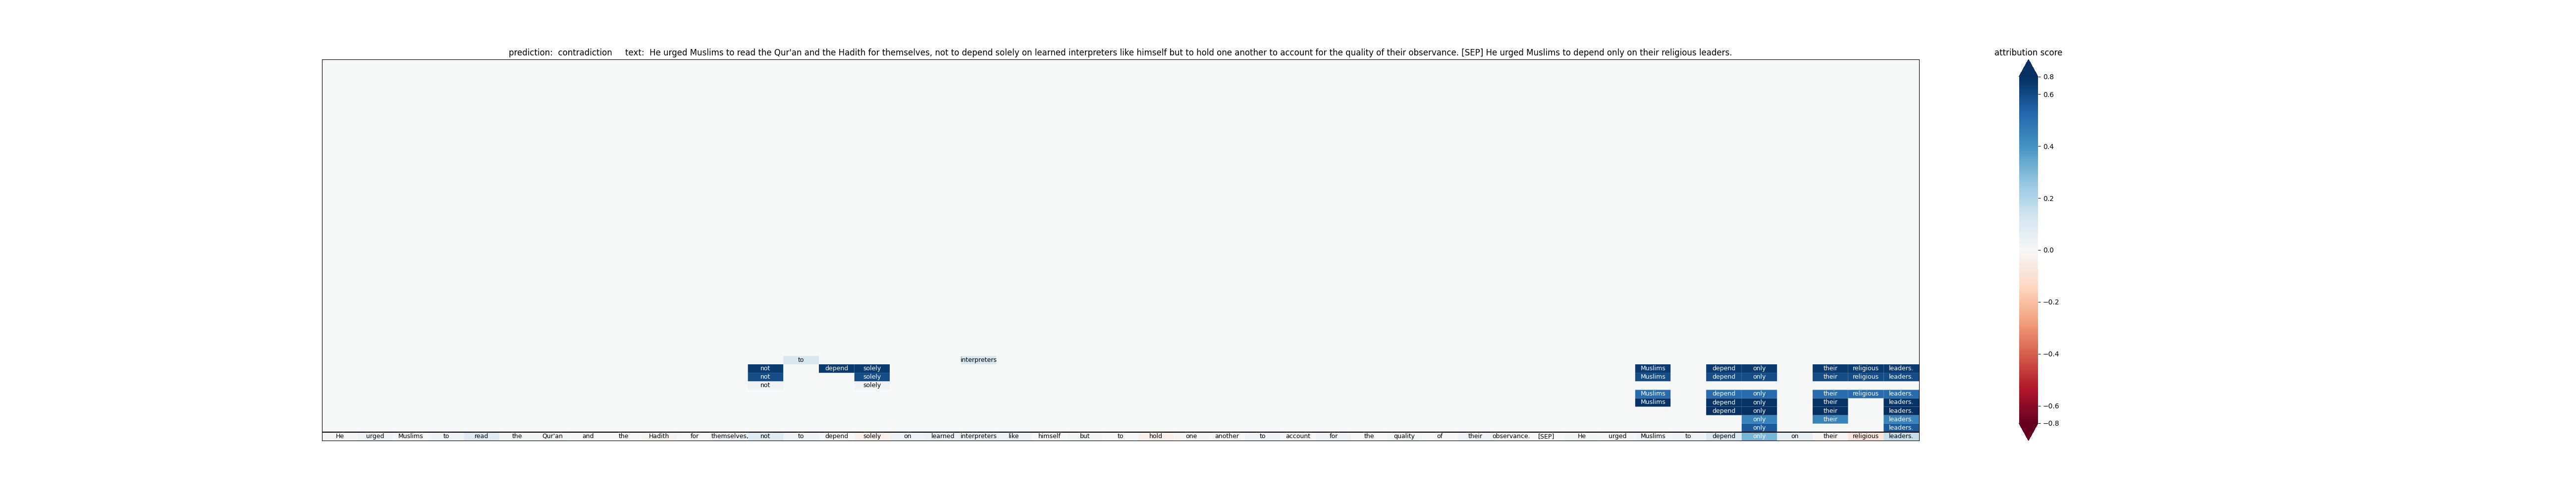 prediction:  contradiction     text:  He urged Muslims to read the Qur'an and the Hadith for themselves, not to depend solely on learned interpreters like himself but to hold one another to account for the quality of their observance. [SEP] He urged Muslims to depend only on their religious leaders.
attribution score
0.8
0.6
0.4
0.2
0.0
−0.2
−0.4
−0.6
−0.8
to interpreters
not depend solely Muslims depend only their religious leaders.
not solely Muslims depend only their religious leaders.
not solely
Muslims depend only their religious leaders.
Muslims depend only their leaders.
depend only their leaders.
only their leaders.
only leaders.
He urged Muslims to read the Qur'an and the Hadith for themselves, not to depend solely on learned interpreters like himself but to hold one another to account for the quality of their observance. [SEP] He urged Muslims to depend only on their religious leaders.